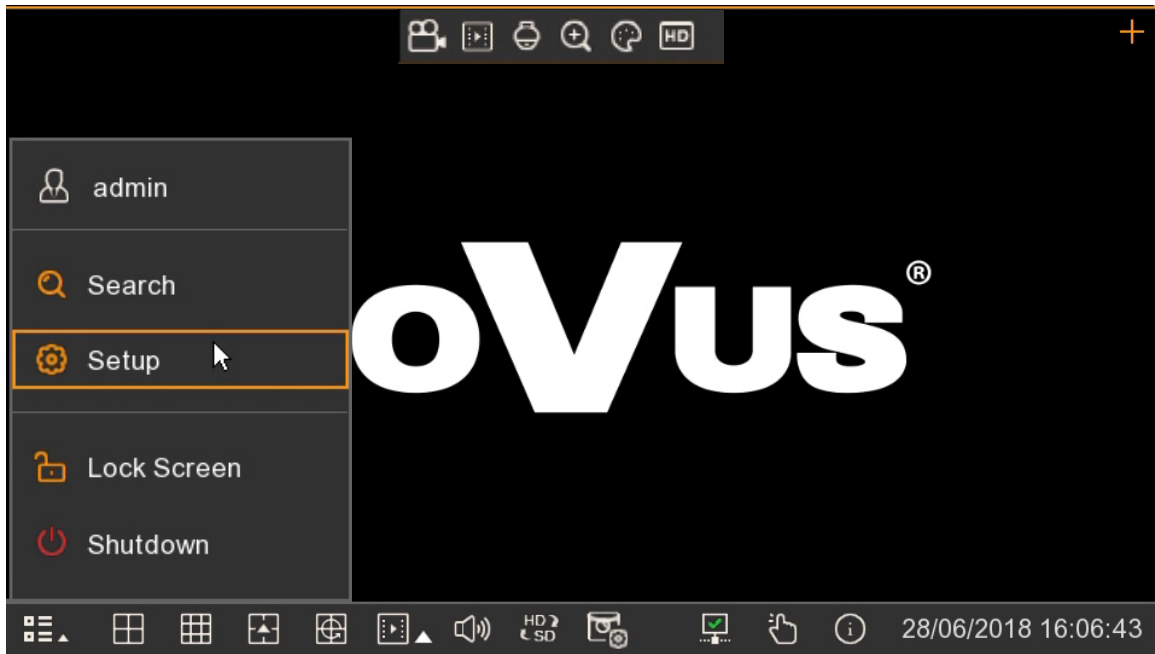 HD
admin
Search
Setup
oVus®
Lock Screen
Shutdown
HD
SD
28/06/2018 16:06:43